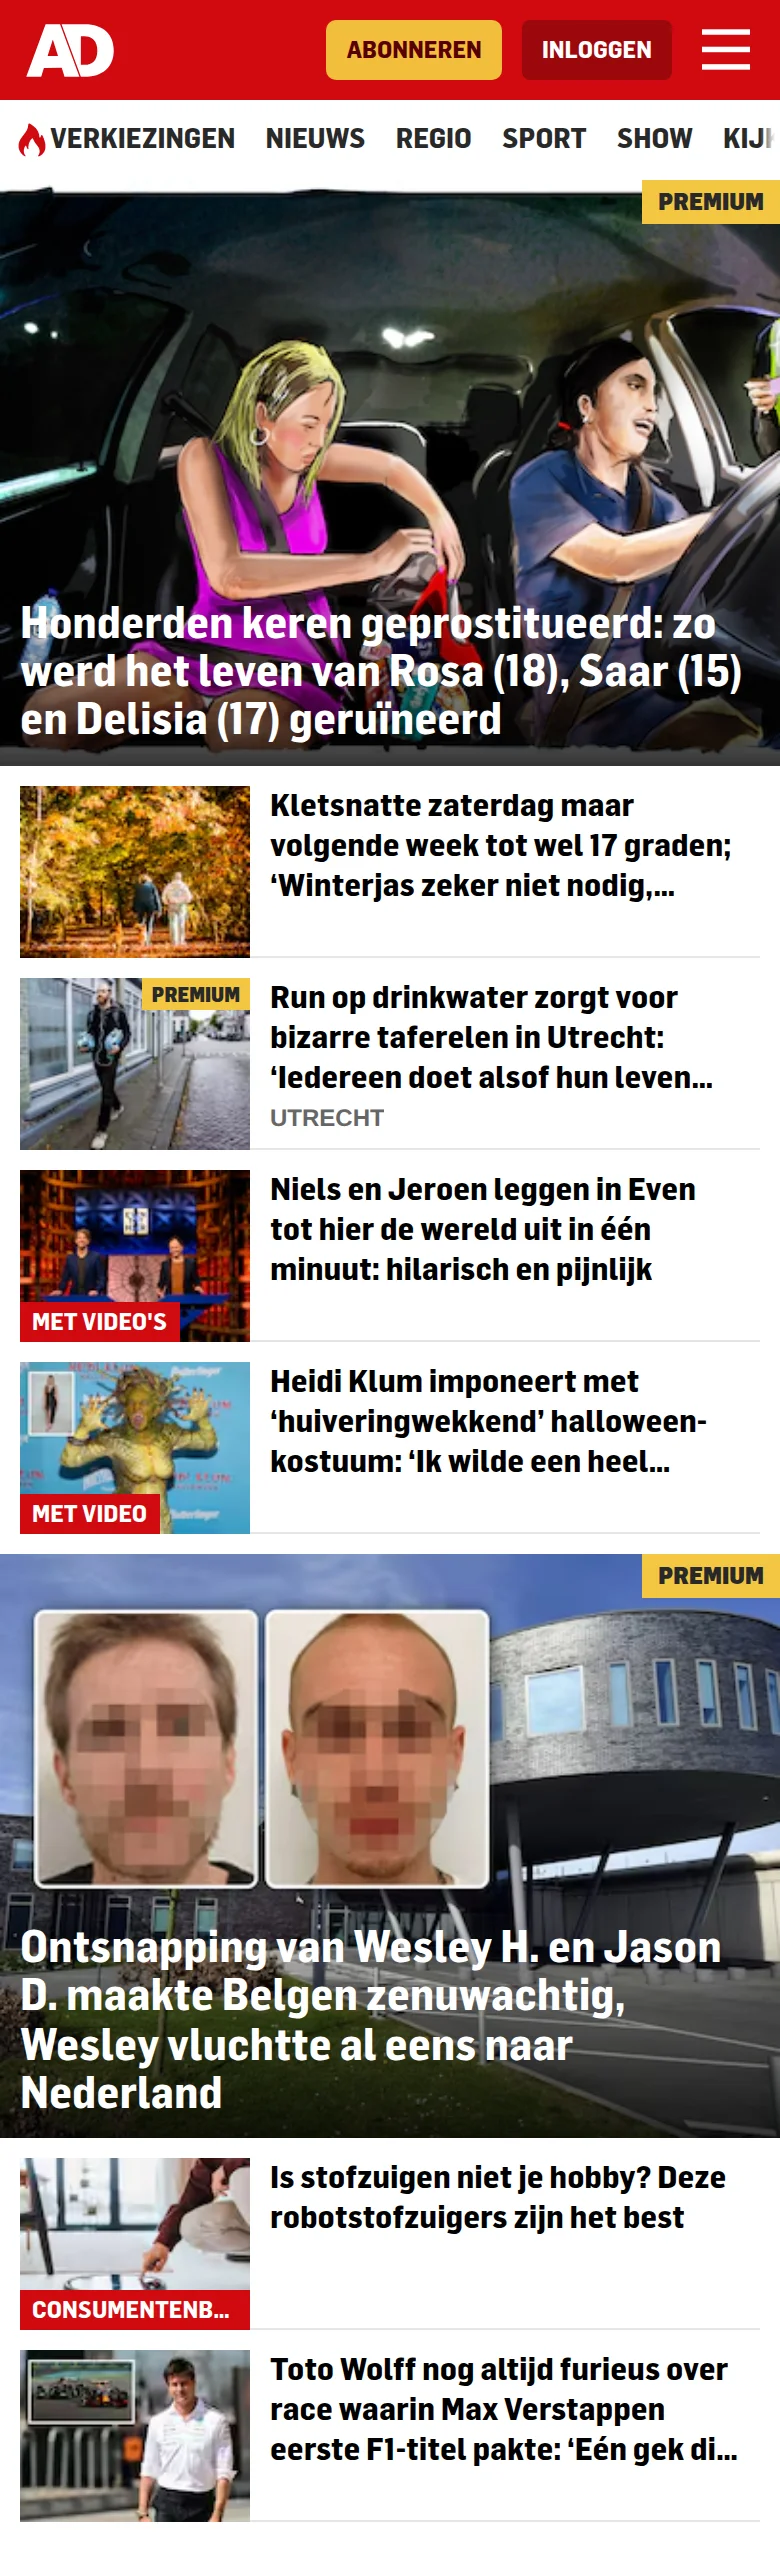 AD
ABONNEREN
INLOGGEN
VERKIEZINGEN NIEUWS REGIO SPORT SHOW
PREMIUM
Honderden keren geprostitueerd: zo
werd het leven van Rosa (18), Saar (15)
en Delisia (17) geruïneerd
Kletsnatte zaterdag maar
volgende week tot wel 17 graden;
‘Winterjas zeker niet nodig,...
PREMIUM
Run op drinkwater zorgt voor
bizarre taferelen in Utrecht:
‘Iedereen doet alsof hun leven...
UTRECHT
MET VIDEO'S
Niels en Jeroen leggen in Even
tot hier de wereld uit in één
minuut: hilarisch en pijnlijk
MET VIDEO
Heidi Klum imponeert met
‘huiveringwekkend’ halloween-
kostuum: ‘Ik wilde een heel...
PREMIUM
Ontsnapping van Wesley H. en Jason
D. maakte Belgen zenuwachtig,
Wesley vluchtte al eens naar
Nederland
CONSUMENTENB...
Is stofzuigen niet je hobby? Deze
robotstofzuigers zijn het best
Toto Wolff nog altijd furieus over
race waarin Max Verstappen
eerste F1-titel pakte: ‘Eén gek di...